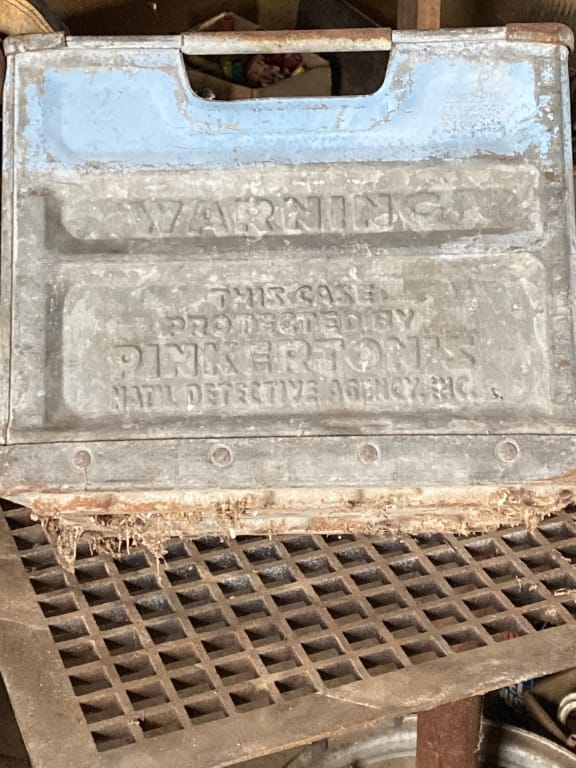 WARNING!
THIS CASE
PROTECTED BY
PINKERTON'S
NAT'L DETECTIVE AGENCY, INC.